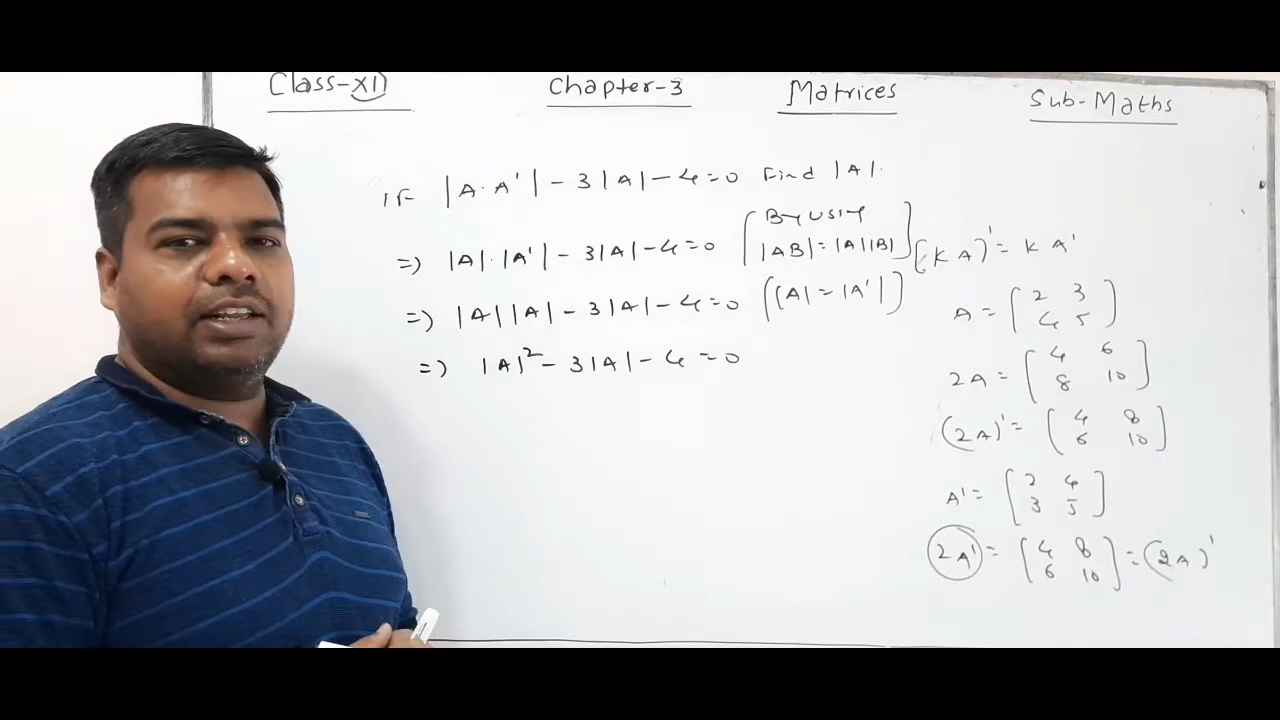 Class-XII Chapter-3 Matrices Sub-Maths
IF |A·A'| - 3|A| - 4 = 0 Find |A|.
=) |A|·|A'| - 3|A| - 4 = 0 [By using
|AB| = |A||B|]
=) |A||A| - 3|A| - 4 = 0 [(A| = |A'|]
=) |A|² - 3|A| - 4 = 0
(KA)' = KA'
A = [2 3
4 5]
2A = [4 6
8 10]
(2A)' = [4 8
6 10]
A' = [2 4
3 5]
2A' = [4 8
6 10] = (2A)'